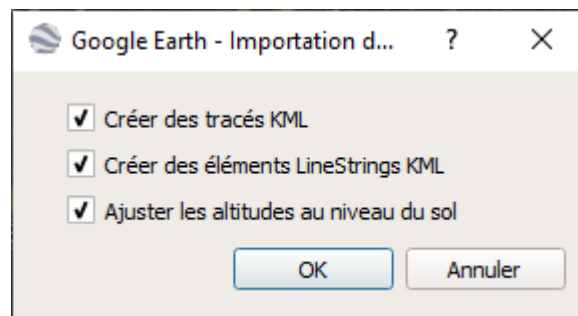 Google Earth - Importation d... ?
Créer des tracés KML
Créer des éléments LineStrings KML
Ajuster les altitudes au niveau du sol
OK Annuler